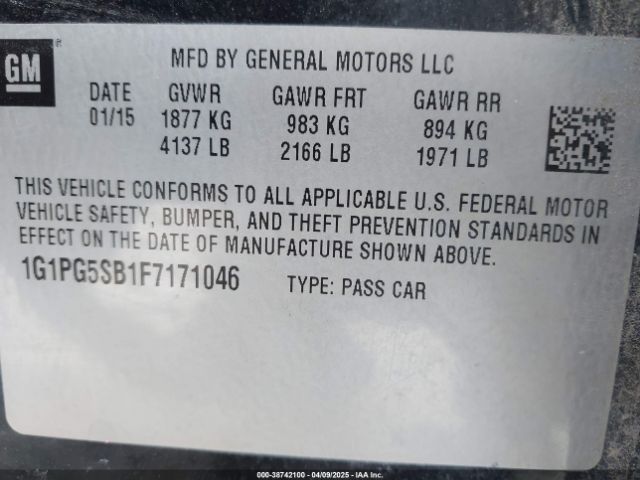 GM
MFD BY GENERAL MOTORS LLC
DATE GVWR GAWR FRT GAWR RR
01/15 1877 KG 983 KG 894 KG
4137 LB 2166 LB 1971 LB
THIS VEHICLE CONFORMS TO ALL APPLICABLE U.S. FEDERAL MOTOR
VEHICLE SAFETY, BUMPER, AND THEFT PREVENTION STANDARDS IN
EFFECT ON THE DATE OF MANUFACTURE SHOWN ABOVE.
1G1PG5SB1F7171046 TYPE: PASS CAR
000-38742100 - 04/09/2025 - IAA, Inc.